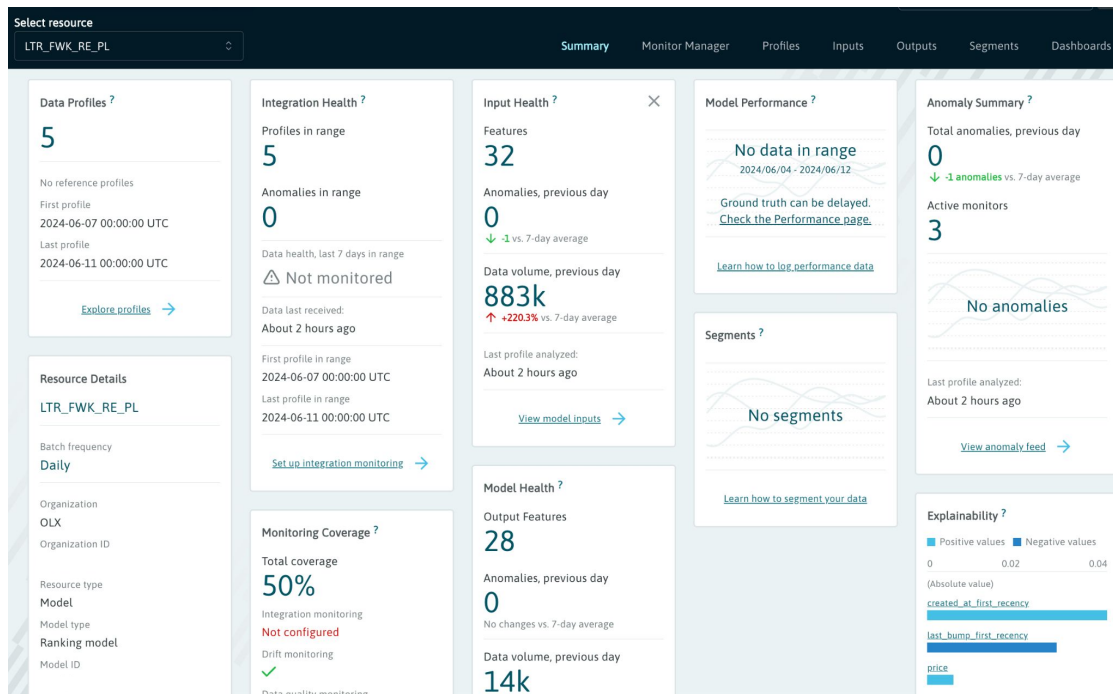 Select resource
LTR_FWK_RE_PL
Summary
Monitor Manager
Profiles
Inputs
Outputs
Segments
Dashboards
Data Profiles ?
5
No reference profiles
First profile
2024-06-07 00:00:00 UTC
Last profile
2024-06-11 00:00:00 UTC
Explore profiles
Resource Details
LTR_FWK_RE_PL
Batch frequency
Daily
Organization
OLX
Organization ID
Resource type
Model
Model type
Ranking model
Model ID
Integration Health ?
Profiles in range
5
Anomalies in range
0
Data health, last 7 days in range
Not monitored
Data last received:
About 2 hours ago
First profile in range
2024-06-07 00:00:00 UTC
Last profile in range
2024-06-11 00:00:00 UTC
Set up integration monitoring
Monitoring Coverage ?
Total coverage
50%
Integration monitoring
Not configured
Drift monitoring
Data quality monitoring
Input Health ?
Features
32
Anomalies, previous day
0
-1 vs. 7-day average
Data volume, previous day
883k
+220.3% vs. 7-day average
Last profile analyzed:
About 2 hours ago
View model inputs
Model Health ?
Output Features
28
Anomalies, previous day
0
No changes vs. 7-day average
Data volume, previous day
14k
Model Performance ?
No data in range
2024/06/04 - 2024/06/12
Ground truth can be delayed.
Check the Performance page.
Learn how to log performance data
Segments ?
No segments
Learn how to segment your data
Anomaly Summary ?
Total anomalies, previous day
0
-1 anomalies vs. 7-day average
Active monitors
3
No anomalies
Last profile analyzed:
About 2 hours ago
View anomaly feed
Explainability ?
Positive values Negative values
0 0.02 0.04
(Absolute value)
created_at_first_recency
last_bump_first_recency
price